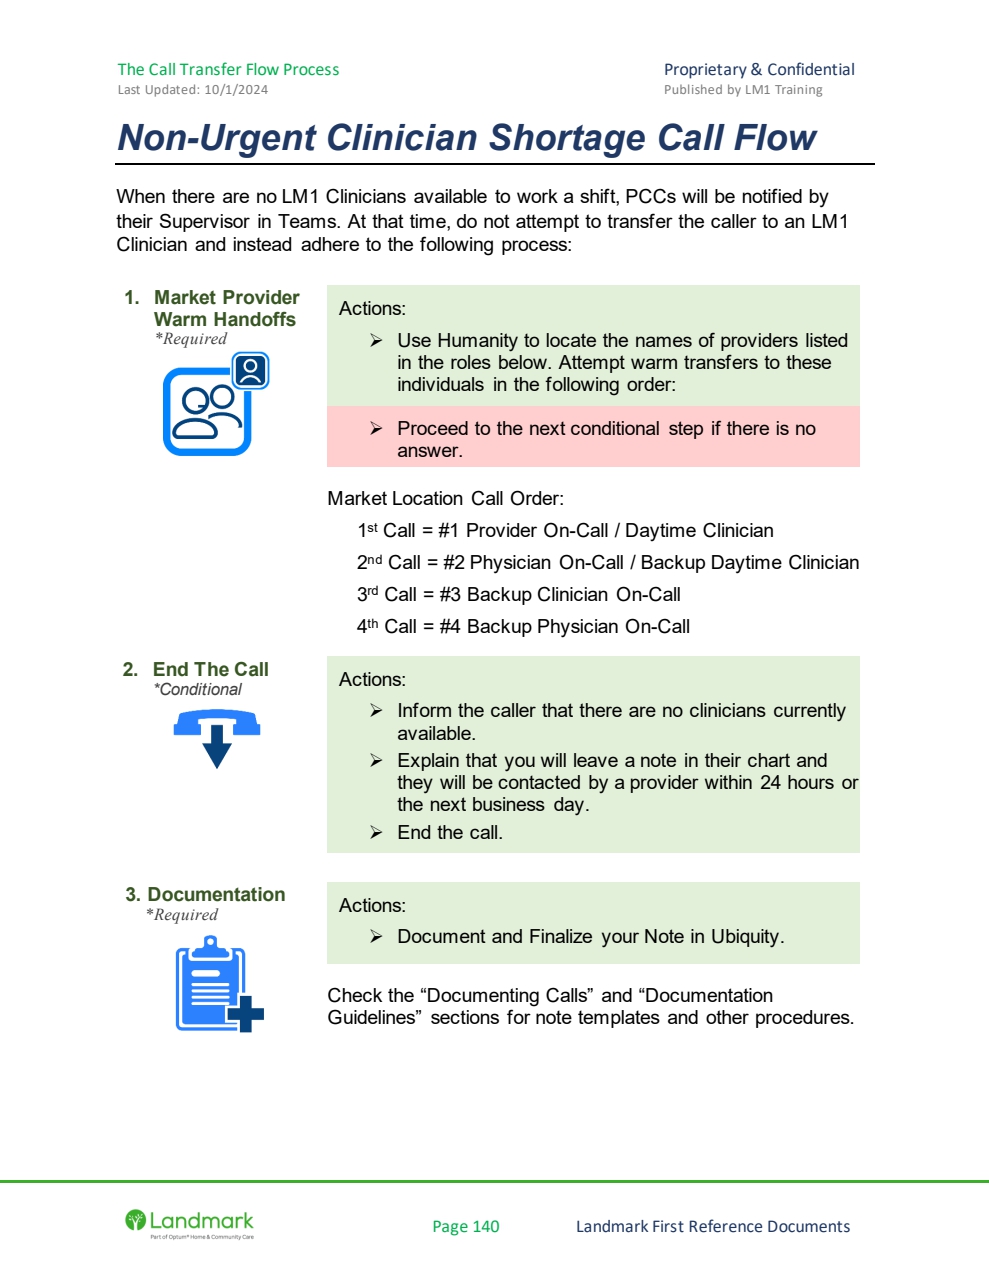 The Call Transfer Flow Process
Proprietary & Confidential
Last Updated: 10/1/2024
Published by LM1 Training
Non-Urgent Clinician Shortage Call Flow
When there are no LM1 Clinicians available to work a shift, PCCs will be notified by
their Supervisor in Teams. At that time, do not attempt to transfer the caller to an LM1
Clinician and instead adhere to the following process:
1. Market Provider
Warm Handoffs
*Required
Actions:
➢ Use Humanity to locate the names of providers listed
in the roles below. Attempt warm transfers to these
individuals in the following order:
➢ Proceed to the next conditional step if there is no
answer.
Market Location Call Order:
1st Call = #1 Provider On-Call / Daytime Clinician
2nd Call = #2 Physician On-Call / Backup Daytime Clinician
3rd Call = #3 Backup Clinician On-Call
4th Call = #4 Backup Physician On-Call
2. End The Call
*Conditional
Actions:
➢ Inform the caller that there are no clinicians currently
available.
➢ Explain that you will leave a note in their chart and
they will be contacted by a provider within 24 hours or
the next business day.
➢ End the call.
3. Documentation
*Required
Actions:
➢ Document and Finalize your Note in Ubiquity.
Check the “Documenting Calls” and “Documentation
Guidelines” sections for note templates and other procedures.
Landmark
Part of Optum® Home & Community Care
Page 140
Landmark First Reference Documents